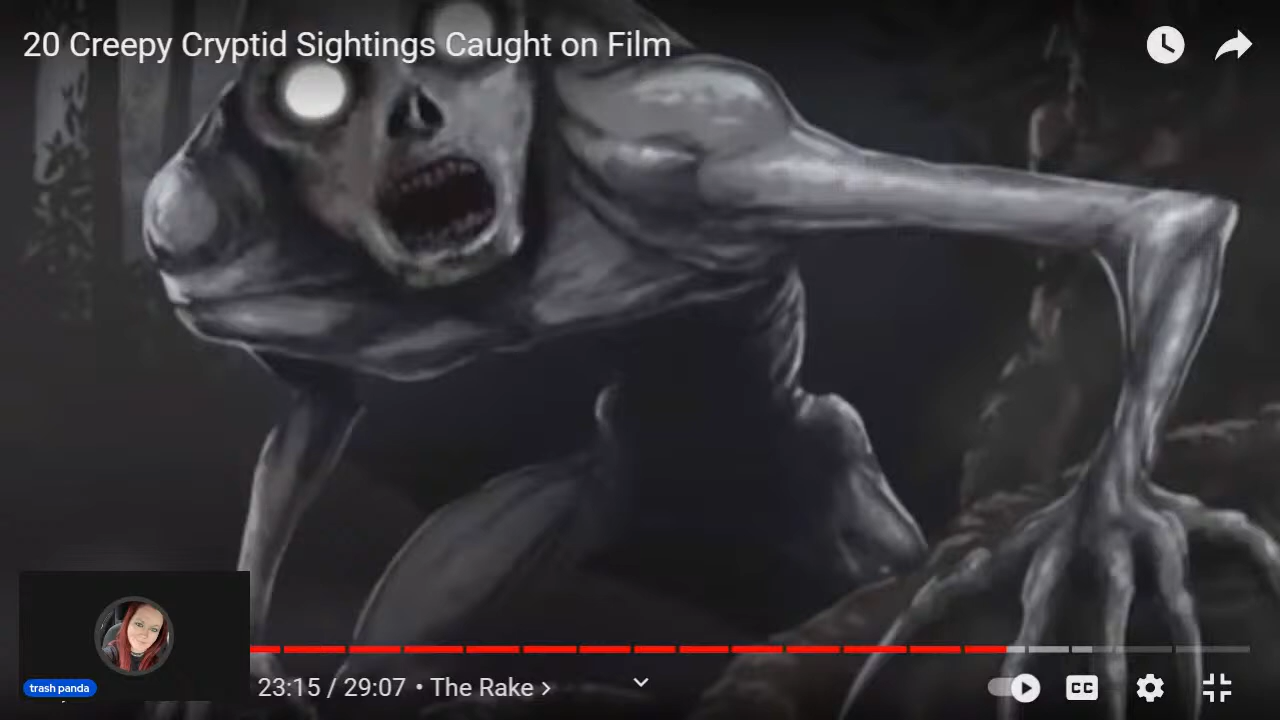 20 Creepy Cryptid Sightings Caught on Film
trash panda
23:15 / 29:07 • The Rake ›
CC